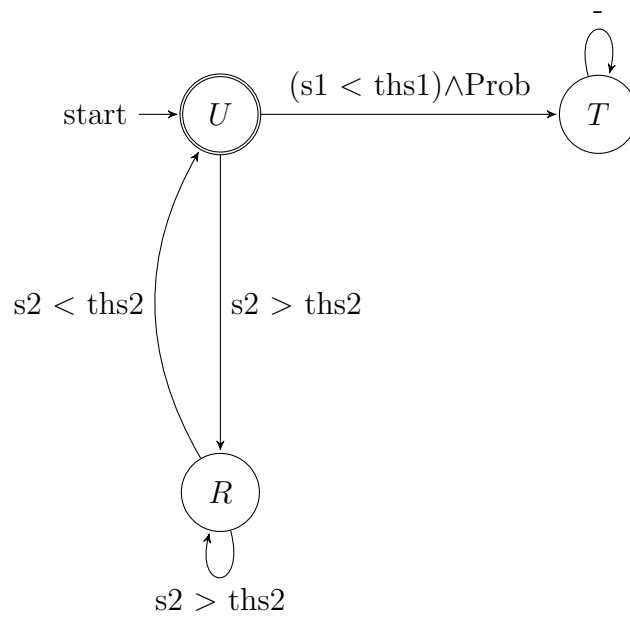 -
(s1 < ths1)∧Prob
start
U
T
s2 < ths2
s2 > ths2
R
s2 > ths2